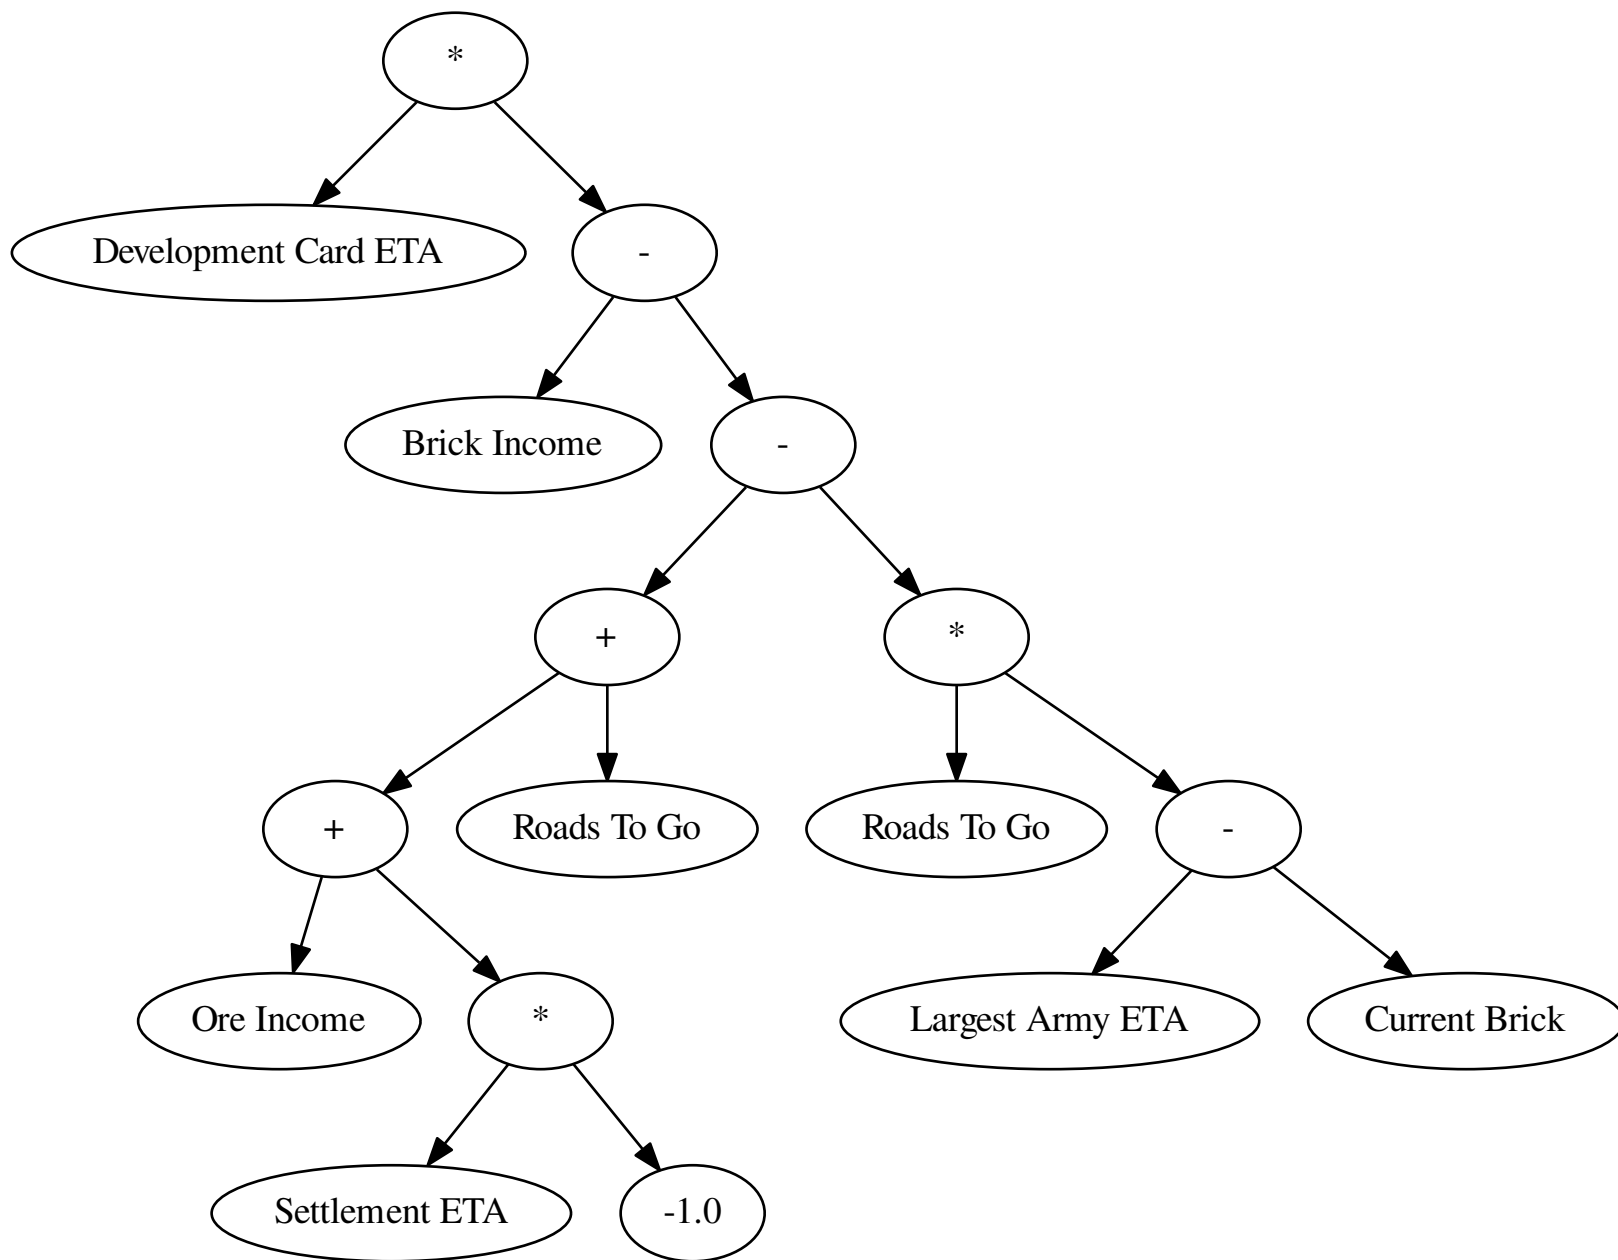 *
Development Card ETA
-
Brick Income
-
+
*
+
Roads To Go
Roads To Go
-
Ore Income
*
Largest Army ETA
Current Brick
Settlement ETA
-1.0